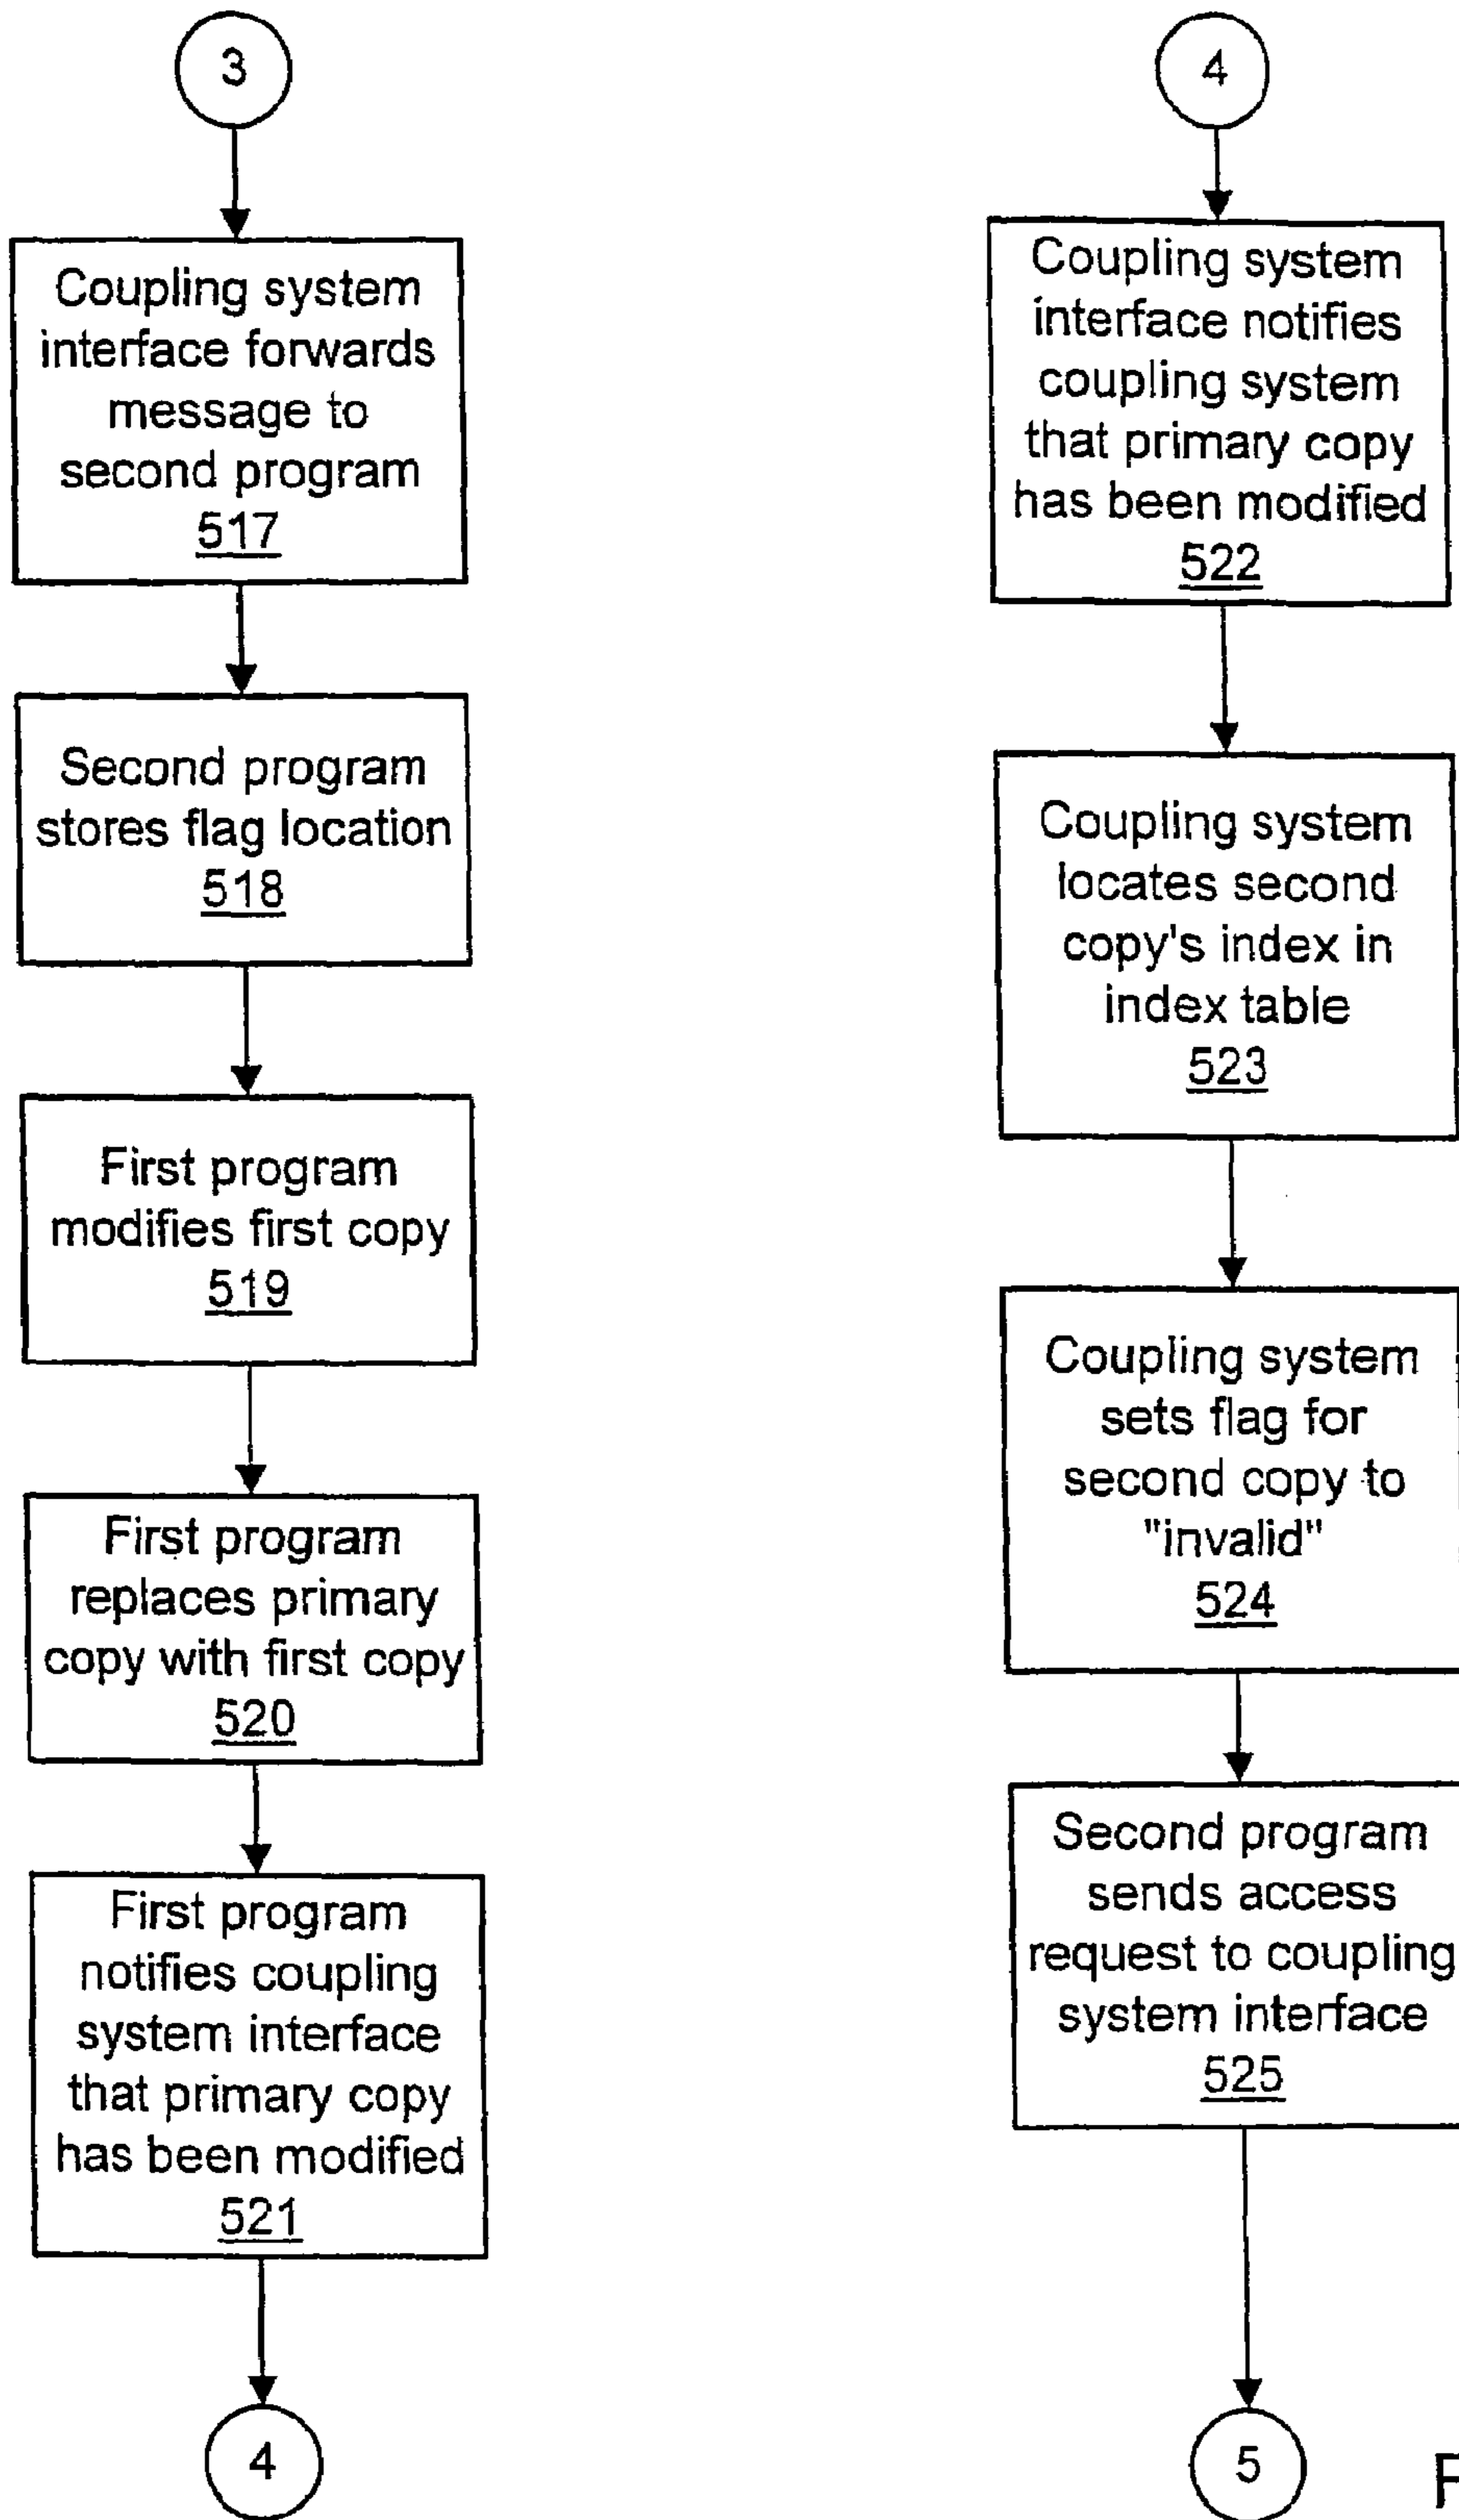 3
Coupling system
interface forwards
message to
second program
517
Second program
stores flag location
518
First program
modifies first copy
519
First program
replaces primary
copy with first copy
520
First program
notifies coupling
system interface
that primary copy
has been modified
521
4
4
Coupling system
interface notifies
coupling system
that primary copy
has been modified
522
Coupling system
locates second
copy's index in
index table
523
Coupling system
sets flag for
second copy to
"invalid"
524
Second program
sends access
request to coupling
system interface
525
5